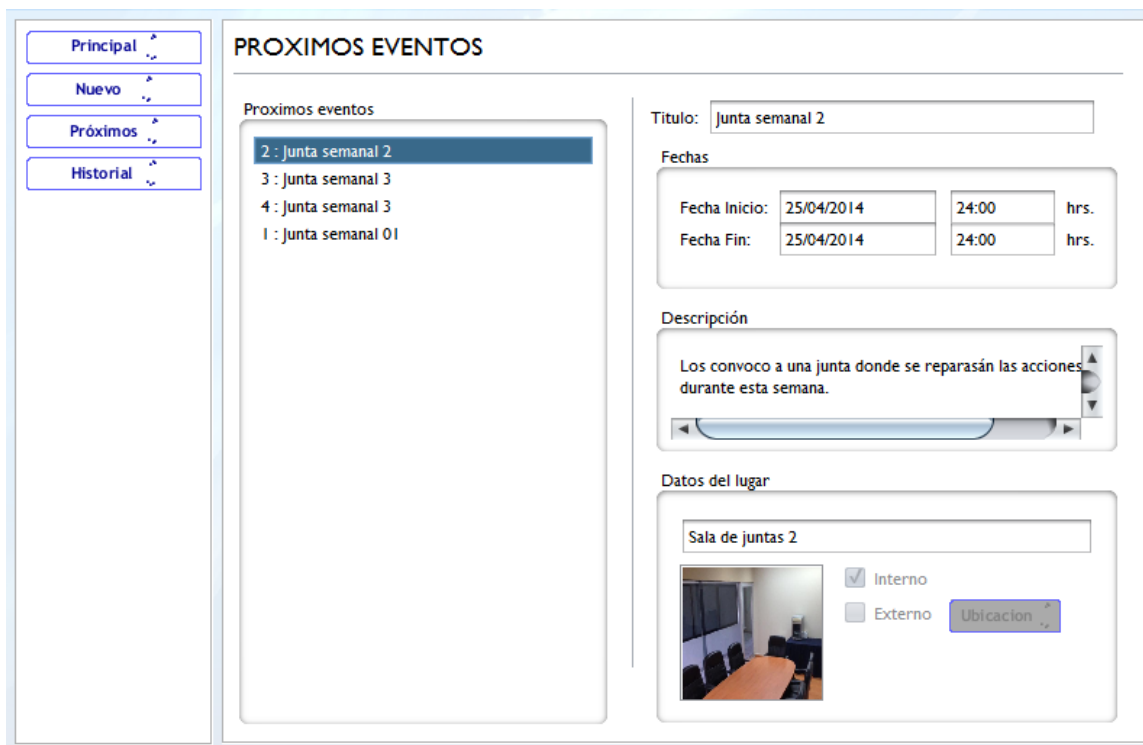 Principal
Nuevo
Próximos
Historial
PROXIMOS EVENTOS
Proximos eventos
2 : Junta semanal 2
3 : Junta semanal 3
4 : Junta semanal 3
1 : Junta semanal 01
Titulo: Junta semanal 2
Fechas
Fecha Inicio: 25/04/2014 24:00 hrs.
Fecha Fin: 25/04/2014 24:00 hrs.
Descripción
Los convoco a una junta donde se reparasán las acciones
durante esta semana.
Datos del lugar
Sala de juntas 2
Interno
Externo Ubicacion